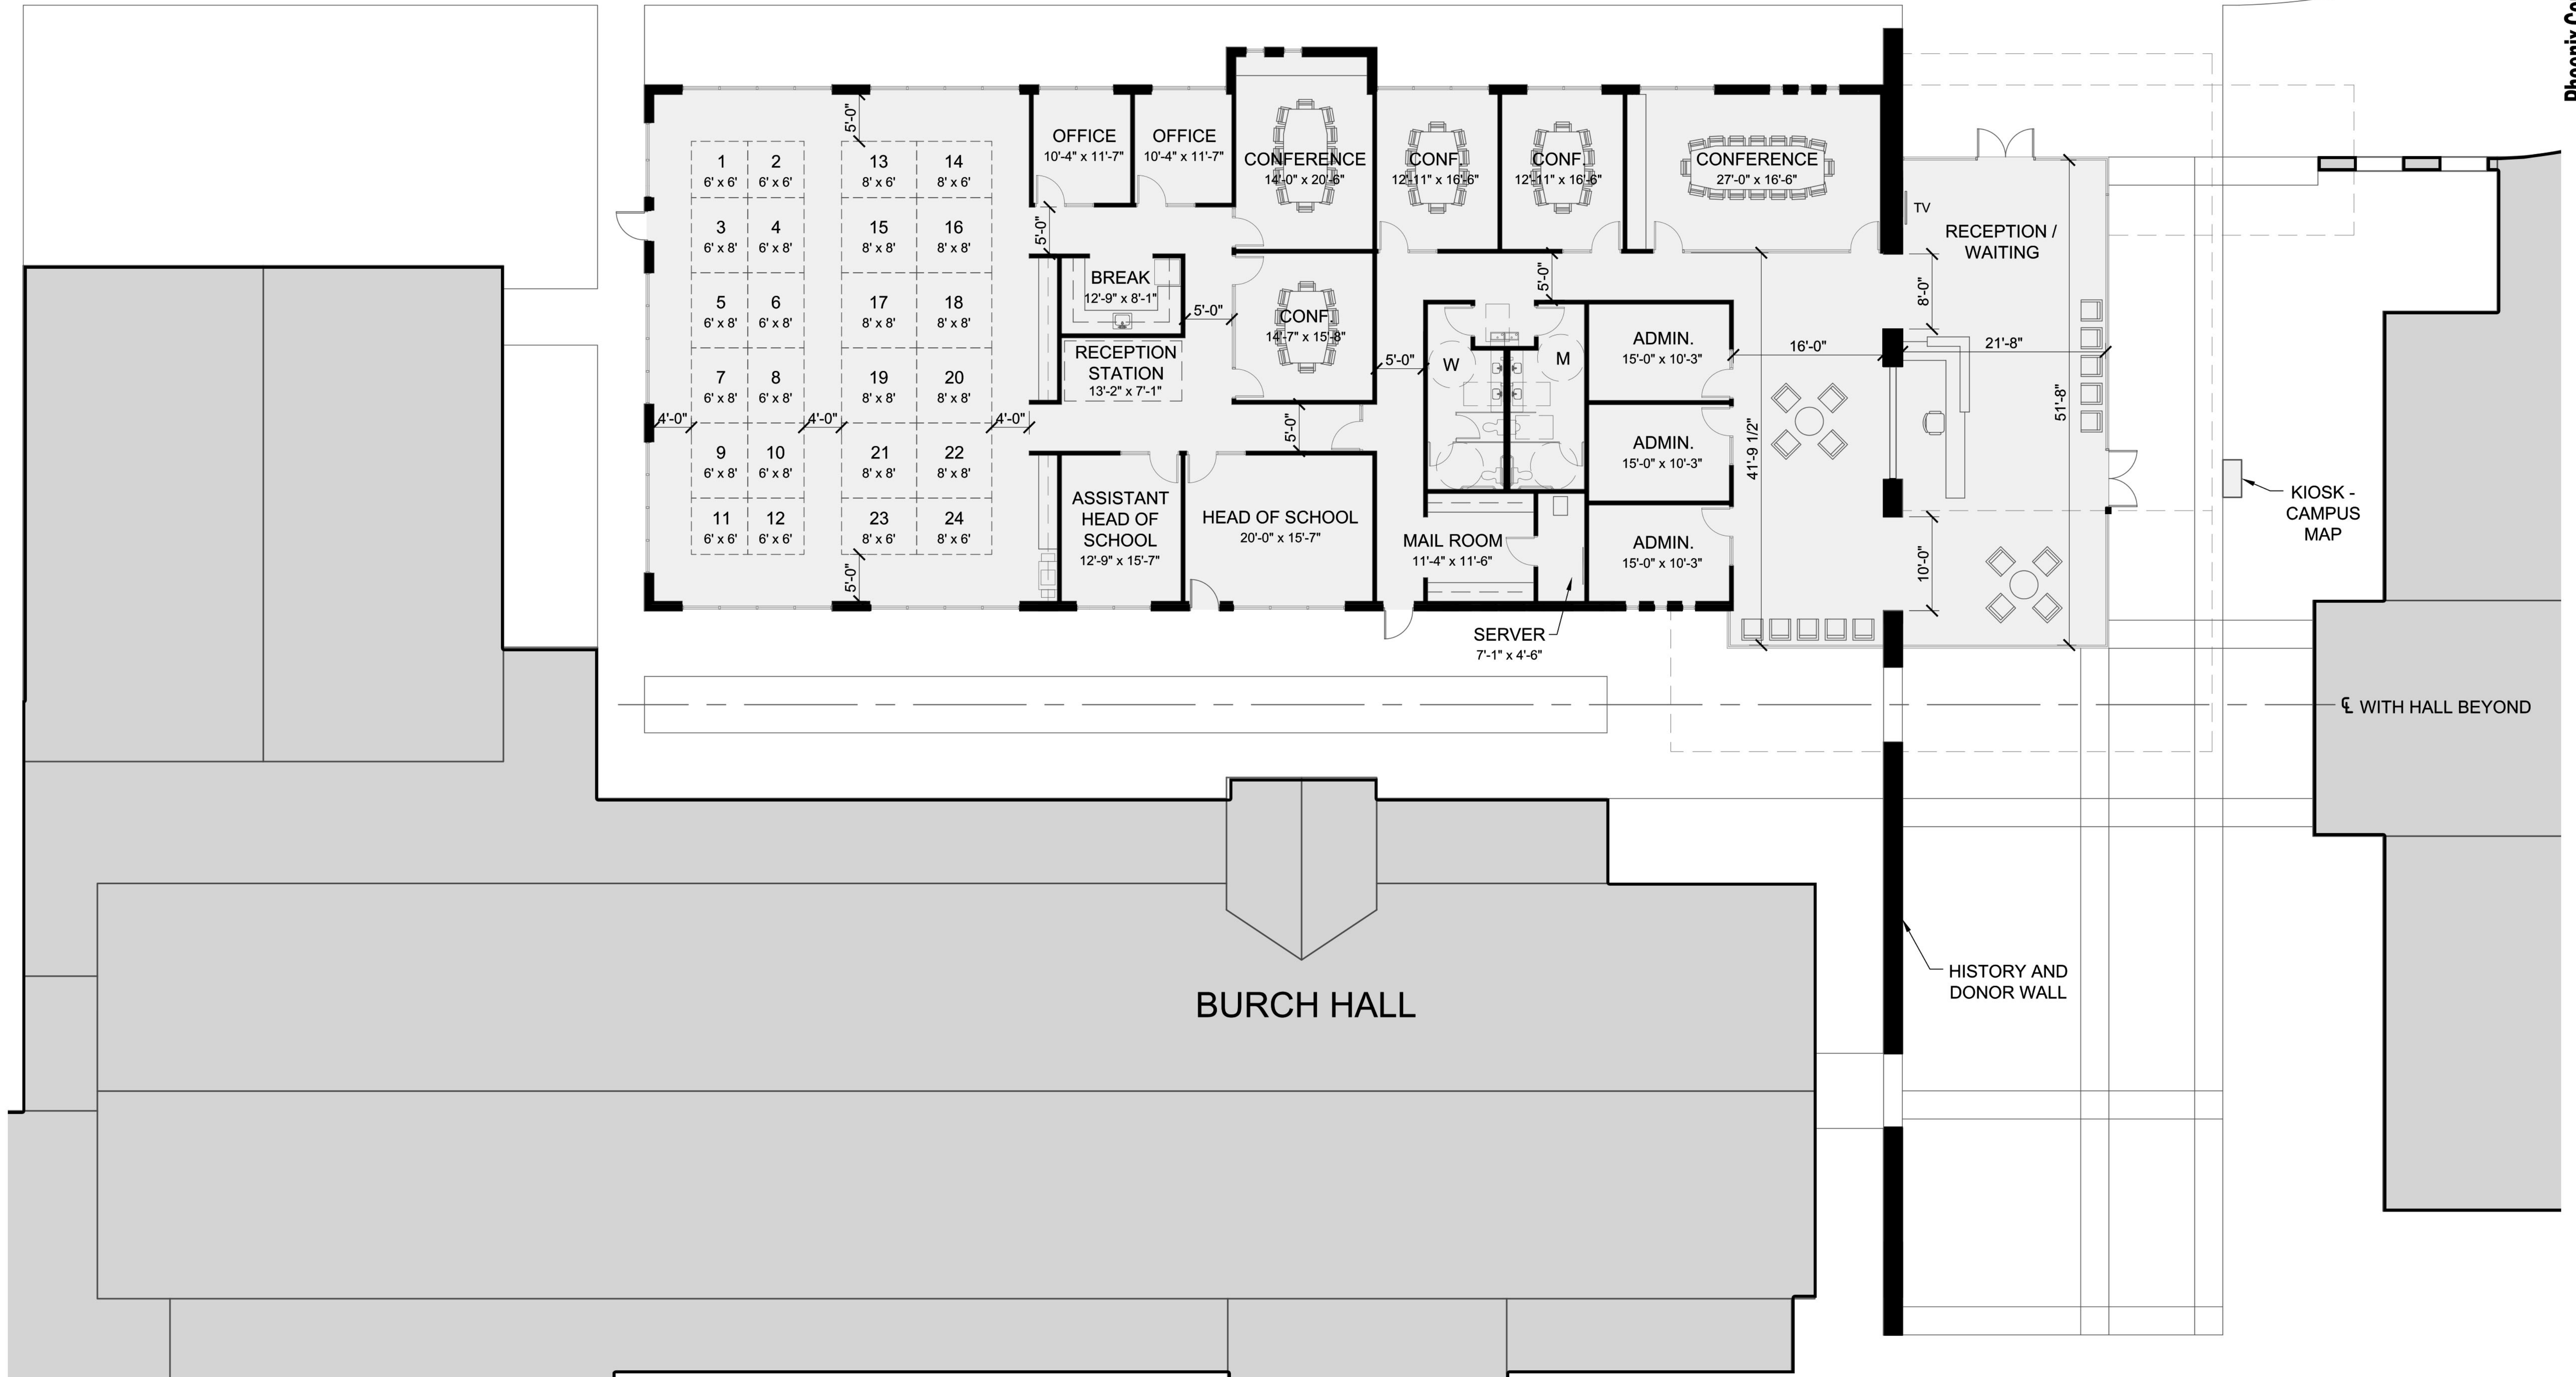 Phoenix Co
5'-0"
1
6' x 6'
2
6' x 6'
13
8' x 6'
14
8' x 6'
3
6' x 8'
4
6' x 8'
15
8' x 8'
16
8' x 8'
5
6' x 8'
6
6' x 8'
17
8' x 8'
18
8' x 8'
7
6' x 8'
8
6' x 8'
19
8' x 8'
20
8' x 8'
4'-0"
4'-0"
4'-0"
9
6' x 8'
10
6' x 8'
21
8' x 8'
22
8' x 8'
11
6' x 6'
12
6' x 6'
23
8' x 6'
24
8' x 6'
5'-0"
OFFICE
10'-4" x 11'-7"
OFFICE
10'-4" x 11'-7"
CONFERENCE
14'-0" x 20'-6"
CONF.
12'-11" x 16'-6"
CONF.
12'-11" x 16'-6"
CONFERENCE
27'-0" x 16'-6"
TV
RECEPTION /
WAITING
5'-0"
BREAK
12'-9" x 8'-1"
5'-0"
CONF.
14'-7" x 15'-8"
5'-0"
8'-0"
RECEPTION
STATION
13'-2" x 7'-1"
5'-0"
W
M
ADMIN.
15'-0" x 10'-3"
16'-0"
21'-8"
5'-0"
ADMIN.
15'-0" x 10'-3"
41'-9 1/2"
51'-8"
ASSISTANT
HEAD OF
SCHOOL
12'-9" x 15'-7"
HEAD OF SCHOOL
20'-0" x 15'-7"
MAIL ROOM
11'-4" x 11'-6"
ADMIN.
15'-0" x 10'-3"
10'-0"
KIOSK -
CAMPUS
MAP
SERVER
7'-1" x 4'-6"
℄ WITH HALL BEYOND
HISTORY AND
DONOR WALL
BURCH HALL